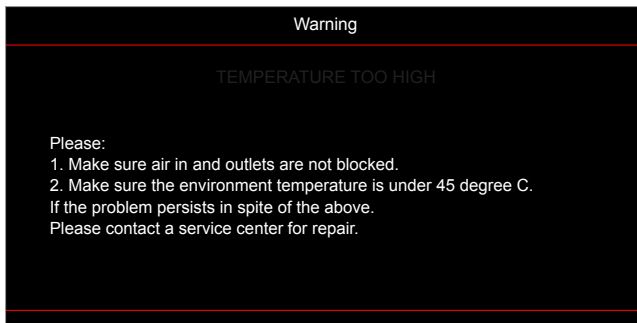 Warning
TEMPERATURE TOO HIGH
Please:
1. Make sure air in and outlets are not blocked.
2. Make sure the environment temperature is under 45 degree C.
If the problem persists in spite of the above.
Please contact a service center for repair.